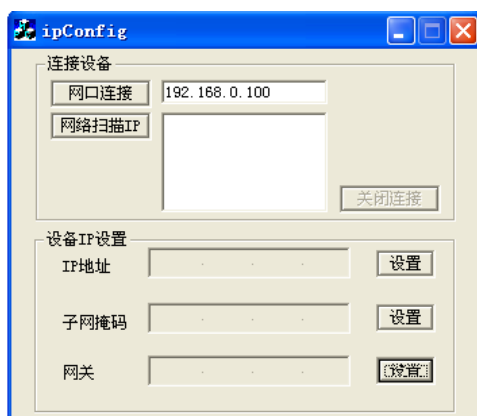 ipConfig
连接设备
网口连接 192.168.0.100
网络扫描IP
关闭连接
设备IP设置
IP地址 . . . 设置
子网掩码 . . . 设置
网关 . . . 设置